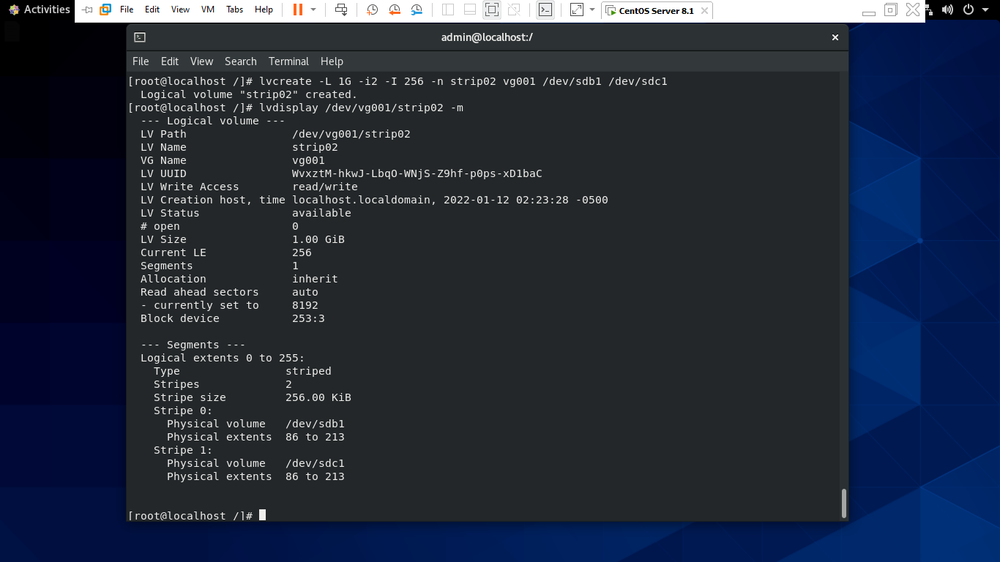 Activities
File Edit View VM Tabs Help
CentOS Server 8.1
admin@localhost:/
File Edit View Search Terminal Help
[root@localhost /]# lvcreate -L 1G -i2 -I 256 -n strip02 vg001 /dev/sdb1 /dev/sdc1
Logical volume "strip02" created.
[root@localhost /]# lvdisplay /dev/vg001/strip02 -m
--- Logical volume ---
LV Path /dev/vg001/strip02
LV Name strip02
VG Name vg001
LV UUID WvxztM-hkwJ-LbqO-WNjS-Z9hf-p0ps-xD1baC
LV Write Access read/write
LV Creation host, time localhost.localdomain, 2022-01-12 02:23:28 -0500
LV Status available
# open 0
LV Size 1.00 GiB
Current LE 256
Segments 1
Allocation inherit
Read ahead sectors auto
- currently set to 8192
Block device 253:3
--- Segments ---
Logical extents 0 to 255:
Type striped
Stripes 2
Stripe size 256.00 KiB
Stripe 0:
Physical volume /dev/sdb1
Physical extents 86 to 213
Stripe 1:
Physical volume /dev/sdc1
Physical extents 86 to 213
[root@localhost /]#